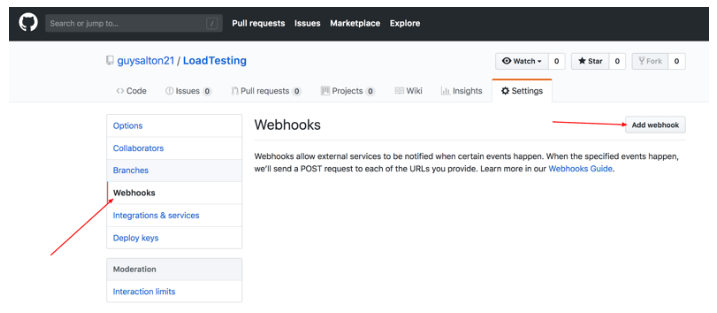 Search or jump to... /
Pull requests Issues Marketplace Explore
guysalton21 / LoadTesting
Watch 0 Star 0 Fork 0
Code Issues 0 Pull requests 0 Projects 0 Wiki Insights Settings
Options
Collaborators
Branches
Webhooks
Integrations & services
Deploy keys
Moderation
Interaction limits
Webhooks
Add webhook
Webhooks allow external services to be notified when certain events happen. When the specified events happen,
we'll send a POST request to each of the URLs you provide. Learn more in our Webhooks Guide.